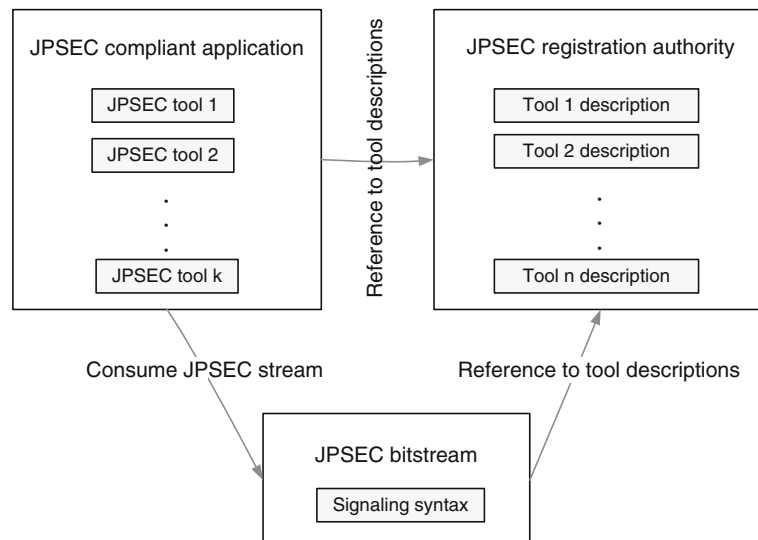 JPSEC compliant application
JPSEC tool 1
JPSEC tool 2
.
.
.
JPSEC tool k
Reference to tool descriptions
JPSEC registration authority
Tool 1 description
Tool 2 description
.
.
.
Tool n description
Consume JPSEC stream
Reference to tool descriptions
JPSEC bitstream
Signaling syntax